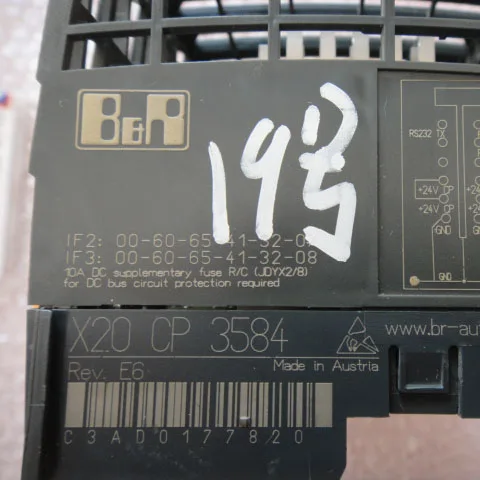 B&R
19号
RS232 TX
+24V CP
+24V CP
GND
GND
IF2: 00-60-65-41-32-0
IF3: 00-60-65-41-32-08
10A DC supplementary fuse R/C (JDYX2/8)
for DC bus circuit protection required
X20 CP 3584
www.br-au
Rev. E6
Made in Austria
C3AD0177820